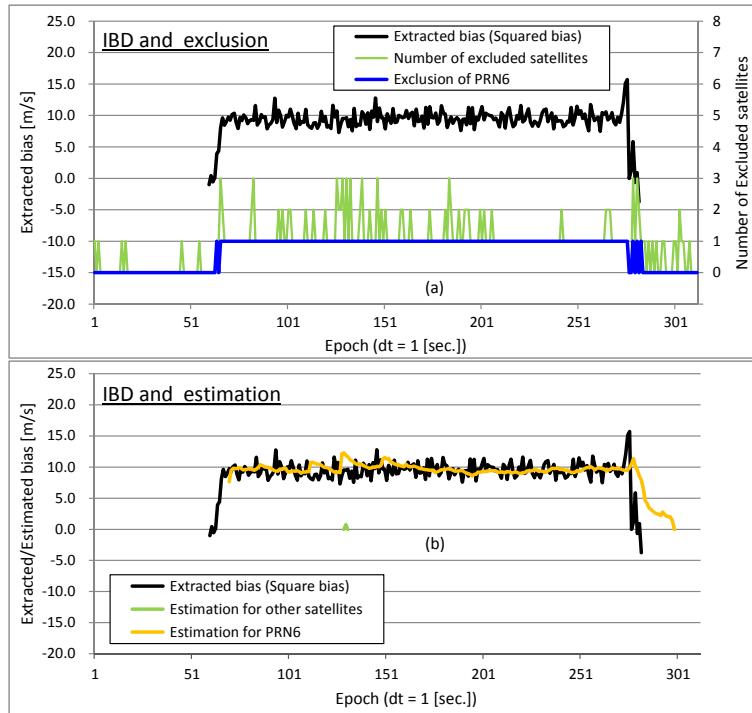 IBD and exclusion
Extracted bias (Squared bias)
Number of excluded satellites
Exclusion of PRN6
Extracted bias [m/s]
25.0
20.0
15.0
10.0
5.0
0.0
-5.0
-10.0
-15.0
-20.0
8
7
6
5
4
3
2
1
0
Number of Excluded satellites
(a)
1
51
101
151
201
251
301
Epoch (dt = 1 [sec.])
IBD and estimation
Extracted/Estimated bias [m/s]
25.0
20.0
15.0
10.0
5.0
0.0
-5.0
-10.0
-15.0
-20.0
(b)
Extracted bias (Square bias)
Estimation for other satellites
Estimation for PRN6
1
51
101
151
201
251
301
Epoch (dt = 1 [sec.])